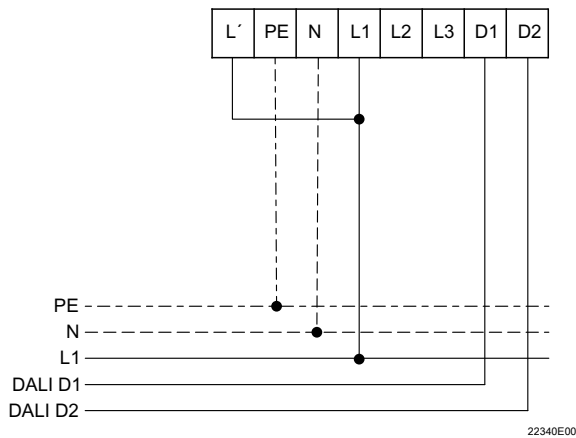 L´ PE N L1 L2 L3 D1 D2
PE
N
L1
DALI D1
DALI D2
22340E00